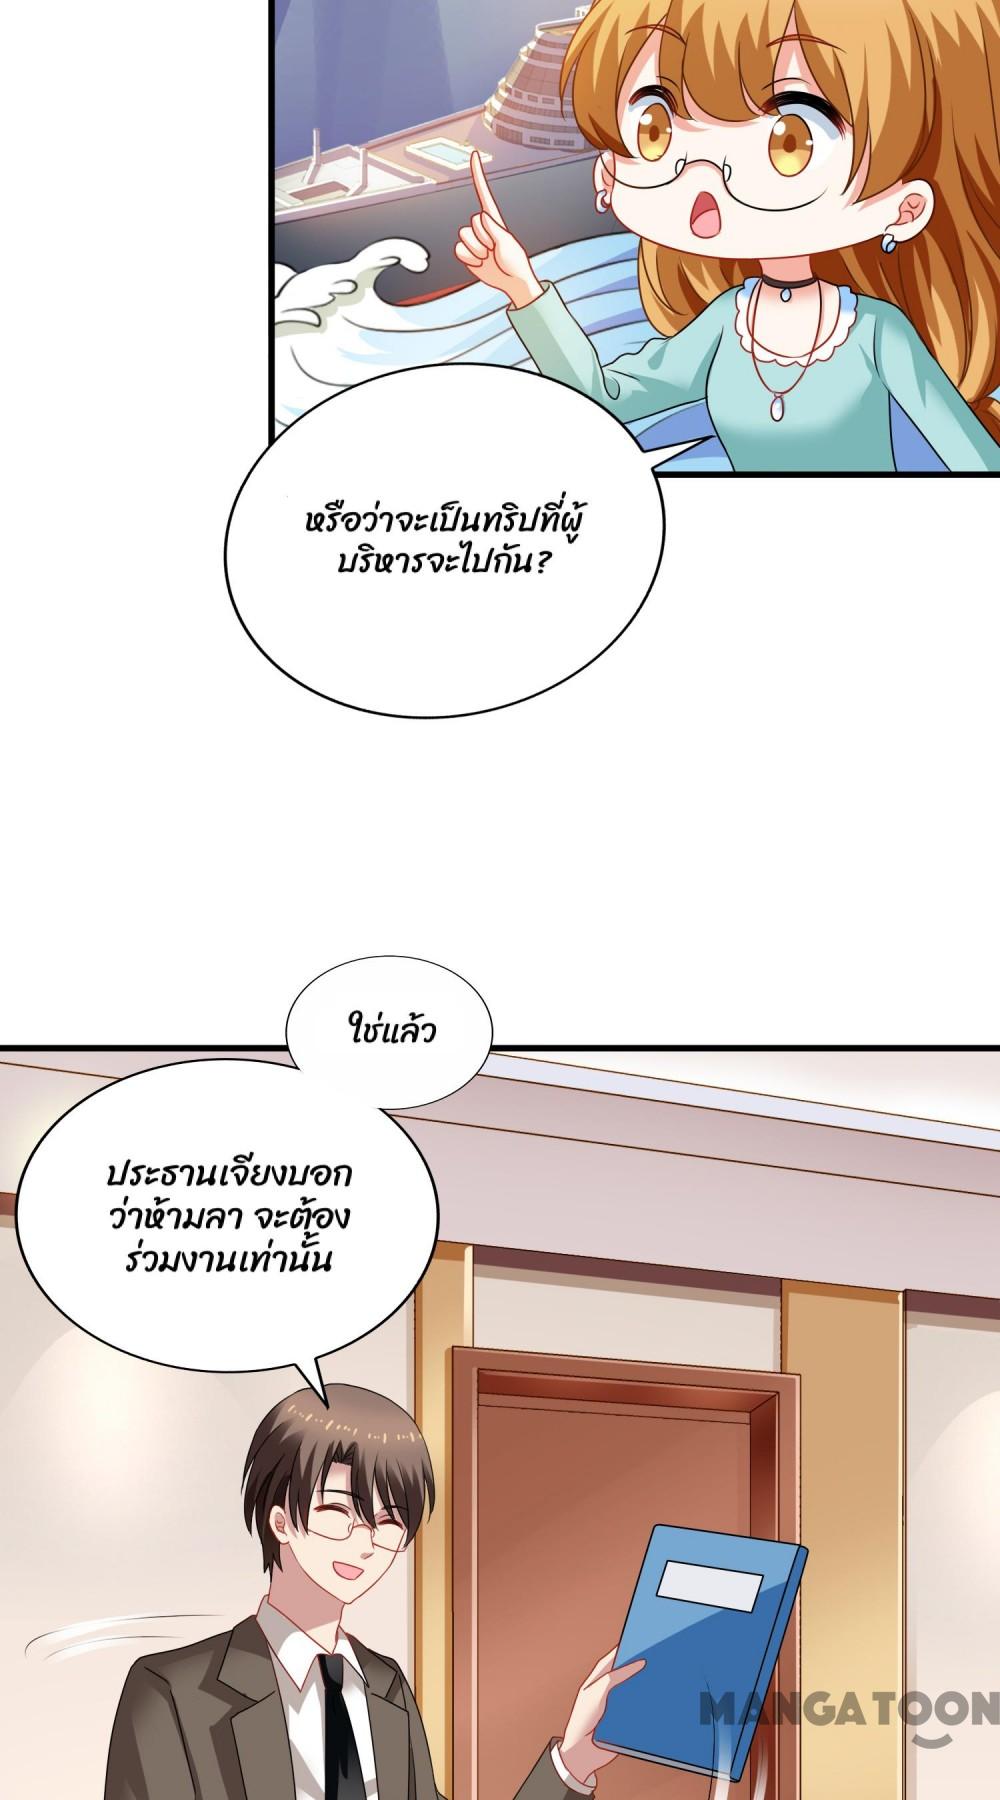 หรือว่าจะเป็นทริปที่ผู้
บริหารจะไปกัน?
ใช่แล้ว
ประธานเจียงบอก
ว่าห้ามลา จะต้อง
ร่วมงานเท่านั้น
MANGATOON